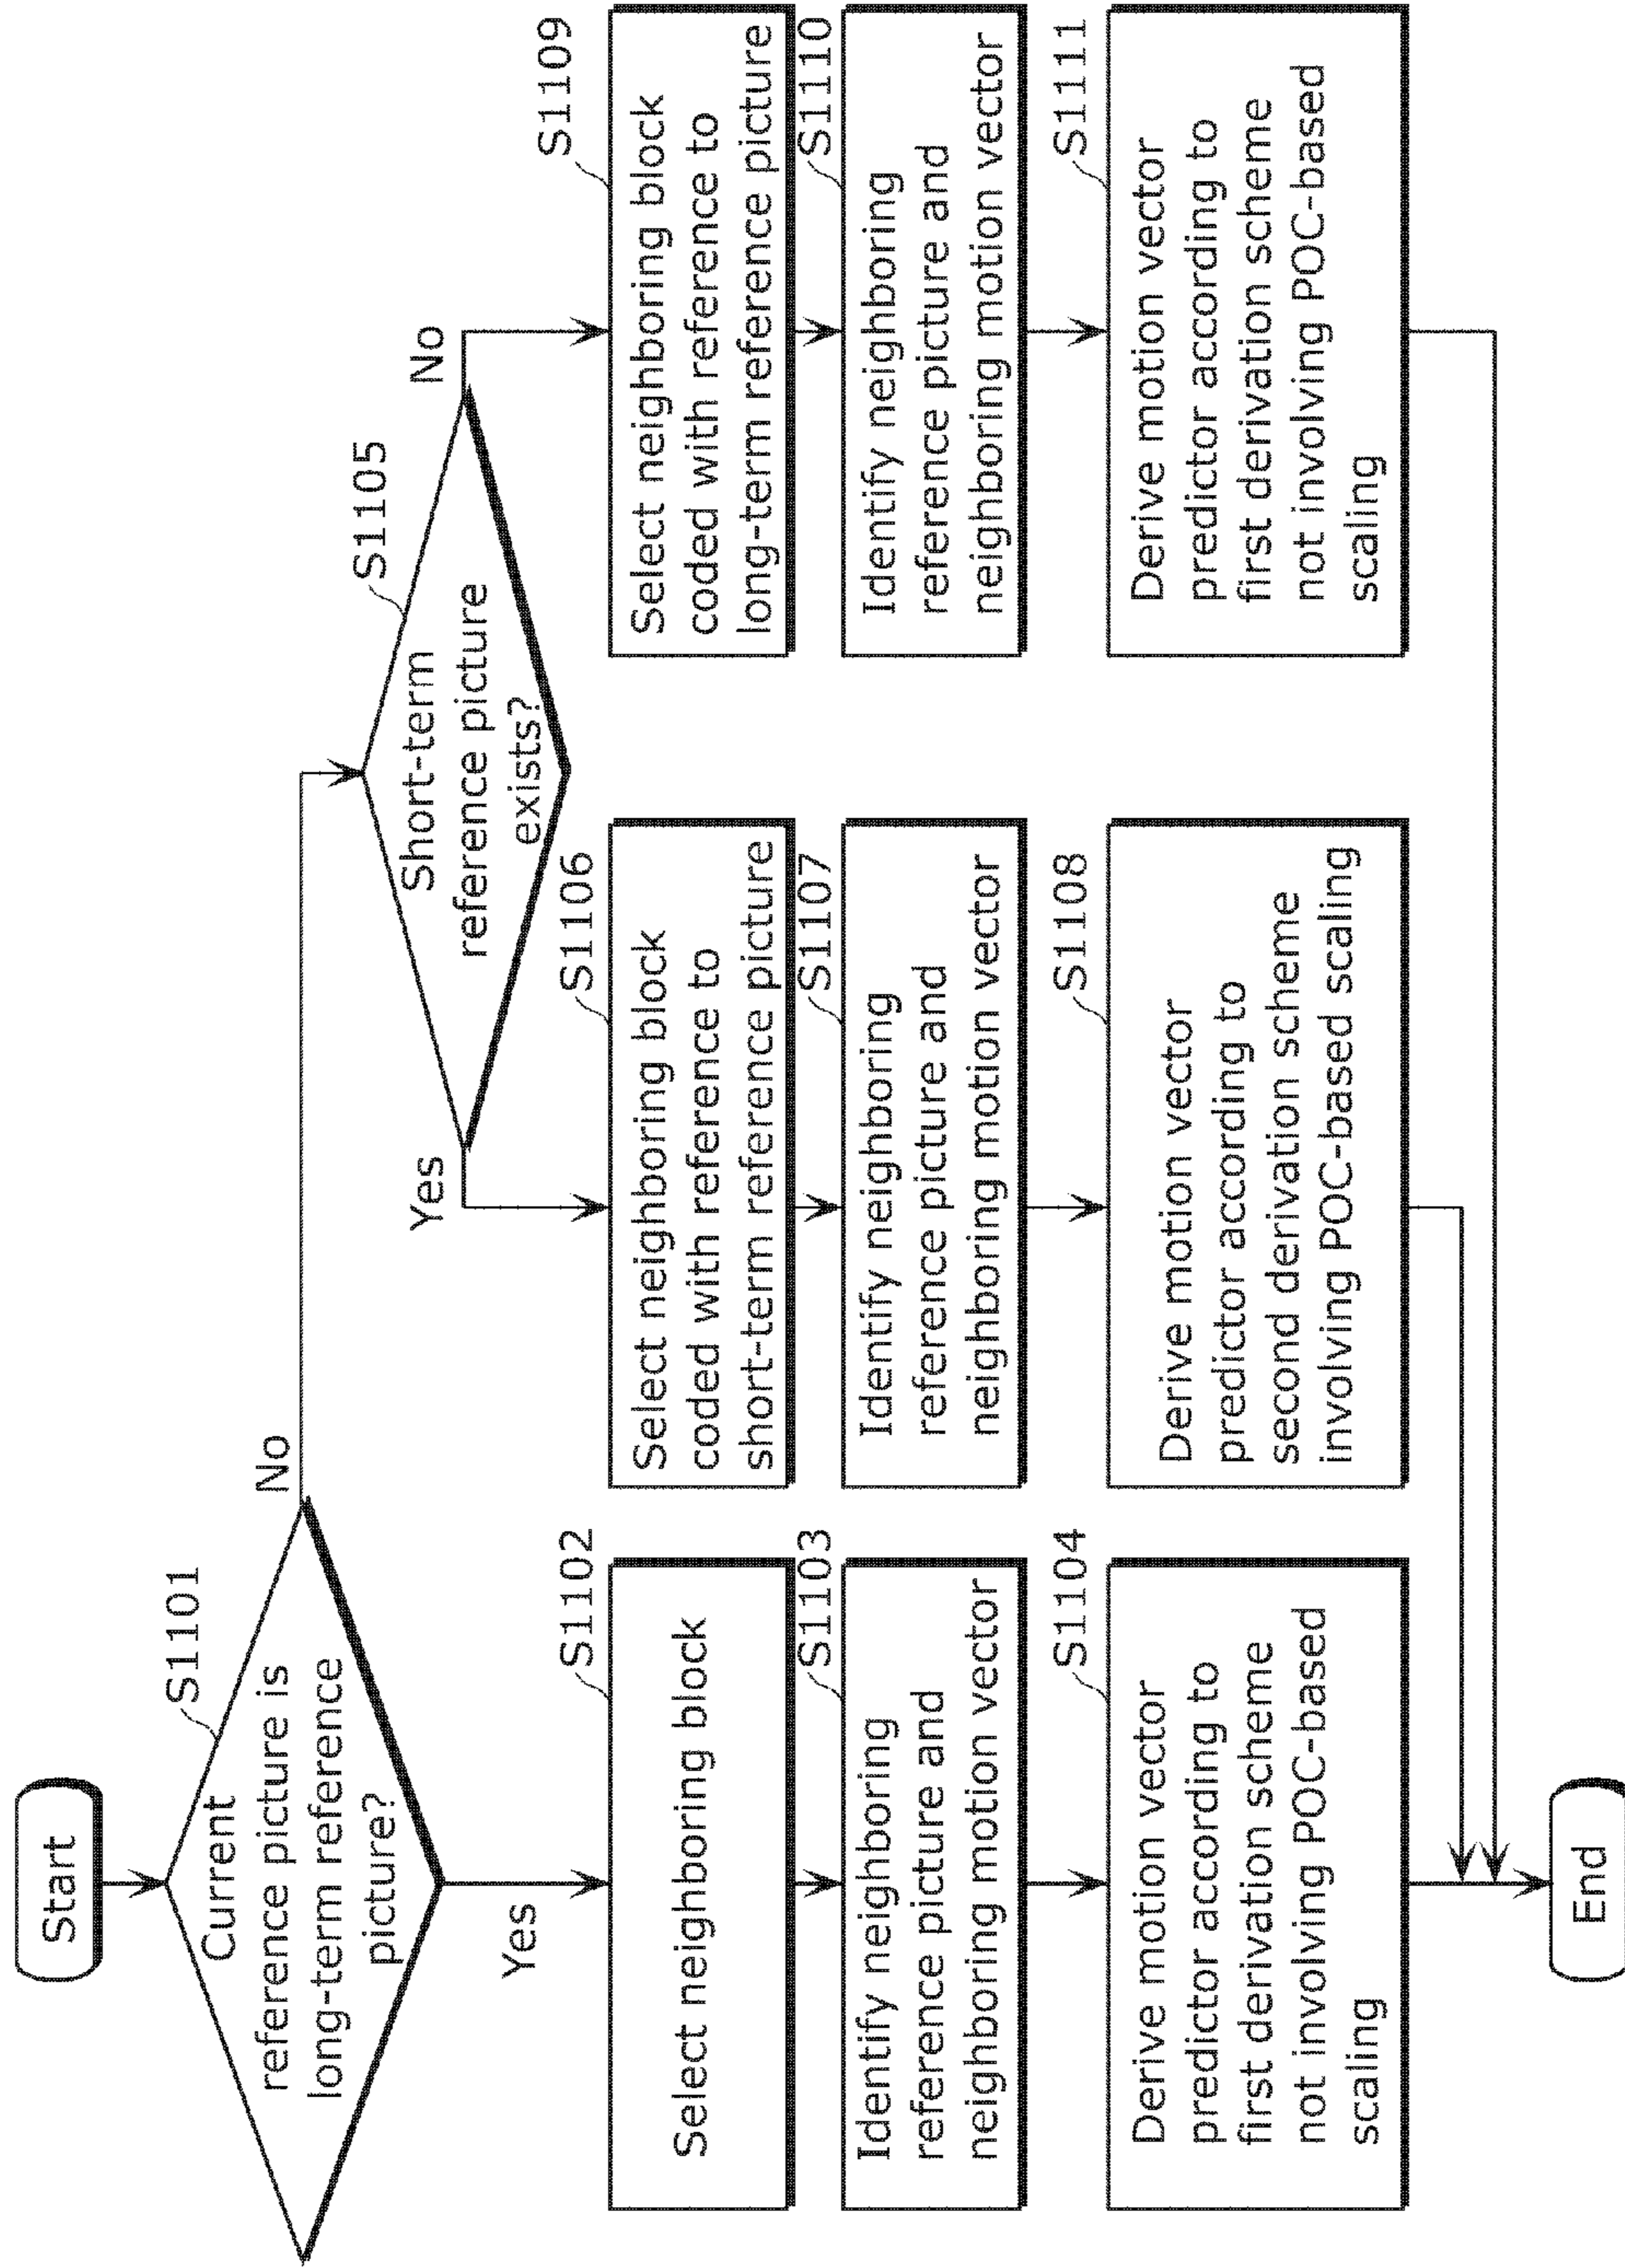 Start
S1101
Current
reference picture is
long-term reference
picture?
No
Yes
S1105
Short-term
reference picture
exists?
Yes
No
S1102
Select neighboring block
S1103
Identify neighboring
reference picture and
neighboring motion vector
S1104
Derive motion vector
predictor according to
first derivation scheme
not involving POC-based
scaling
S1106
Select neighboring block
coded with reference to
short-term reference picture
S1107
Identify neighboring
reference picture and
neighboring motion vector
S1108
Derive motion vector
predictor according to
second derivation scheme
involving POC-based scaling
S1109
Select neighboring block
coded with reference to
long-term reference picture
S1110
Identify neighboring
reference picture and
neighboring motion vector
S1111
Derive motion vector
predictor according to
first derivation scheme
not involving POC-based
scaling
End